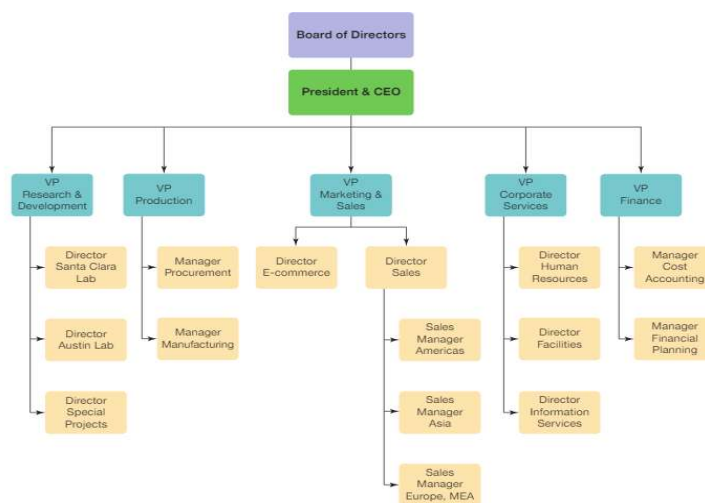 Board of Directors
President & CEO
VP
Research &
Development
VP
Production
VP
Marketing &
Sales
VP
Corporate
Services
VP
Finance
Director
Santa Clara
Lab
Manager
Procurement
Director
E-commerce
Director
Sales
Director
Human
Resources
Manager
Cost
Accounting
Director
Austin Lab
Manager
Manufacturing
Sales
Manager
Americas
Director
Facilities
Manager
Financial
Planning
Director
Special
Projects
Sales
Manager
Asia
Director
Information
Services
Sales
Manager
Europe, MEA